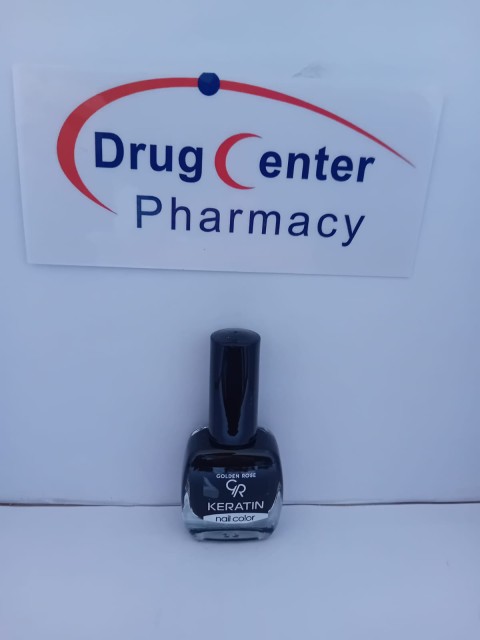 Drug Center
Pharmacy
GOLDEN ROSE
GR
KERATIN
nail color